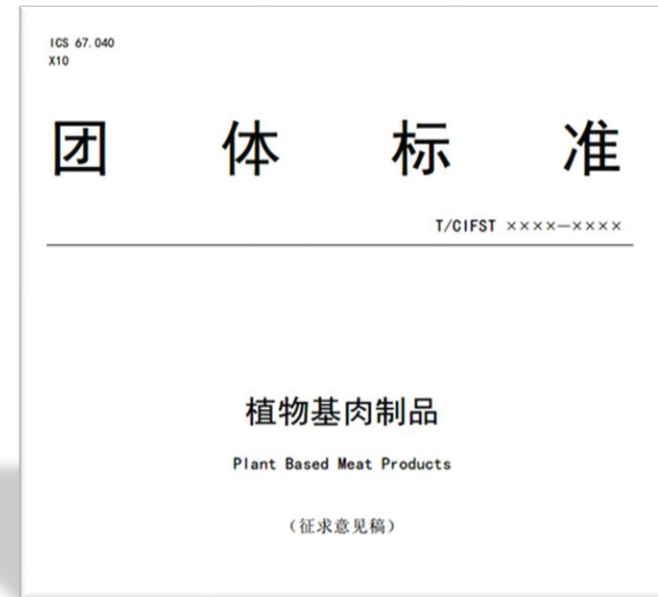 ICS 67.040
X10
团 体 标 准
T/CIFST ××××—××××
植物基肉制品
Plant Based Meat Products
（征求意见稿）